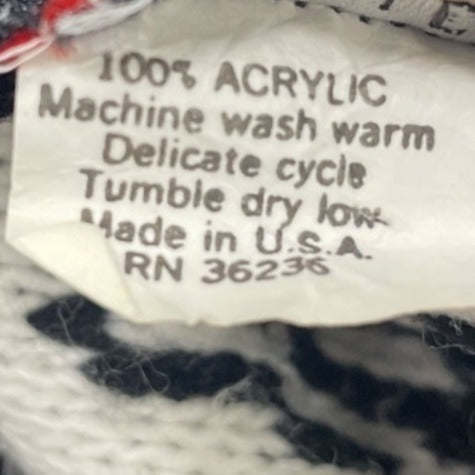 100% ACRYLIC
Machine wash warm
Delicate cycle
Tumble dry low
Made in U.S.A.
RN 36236